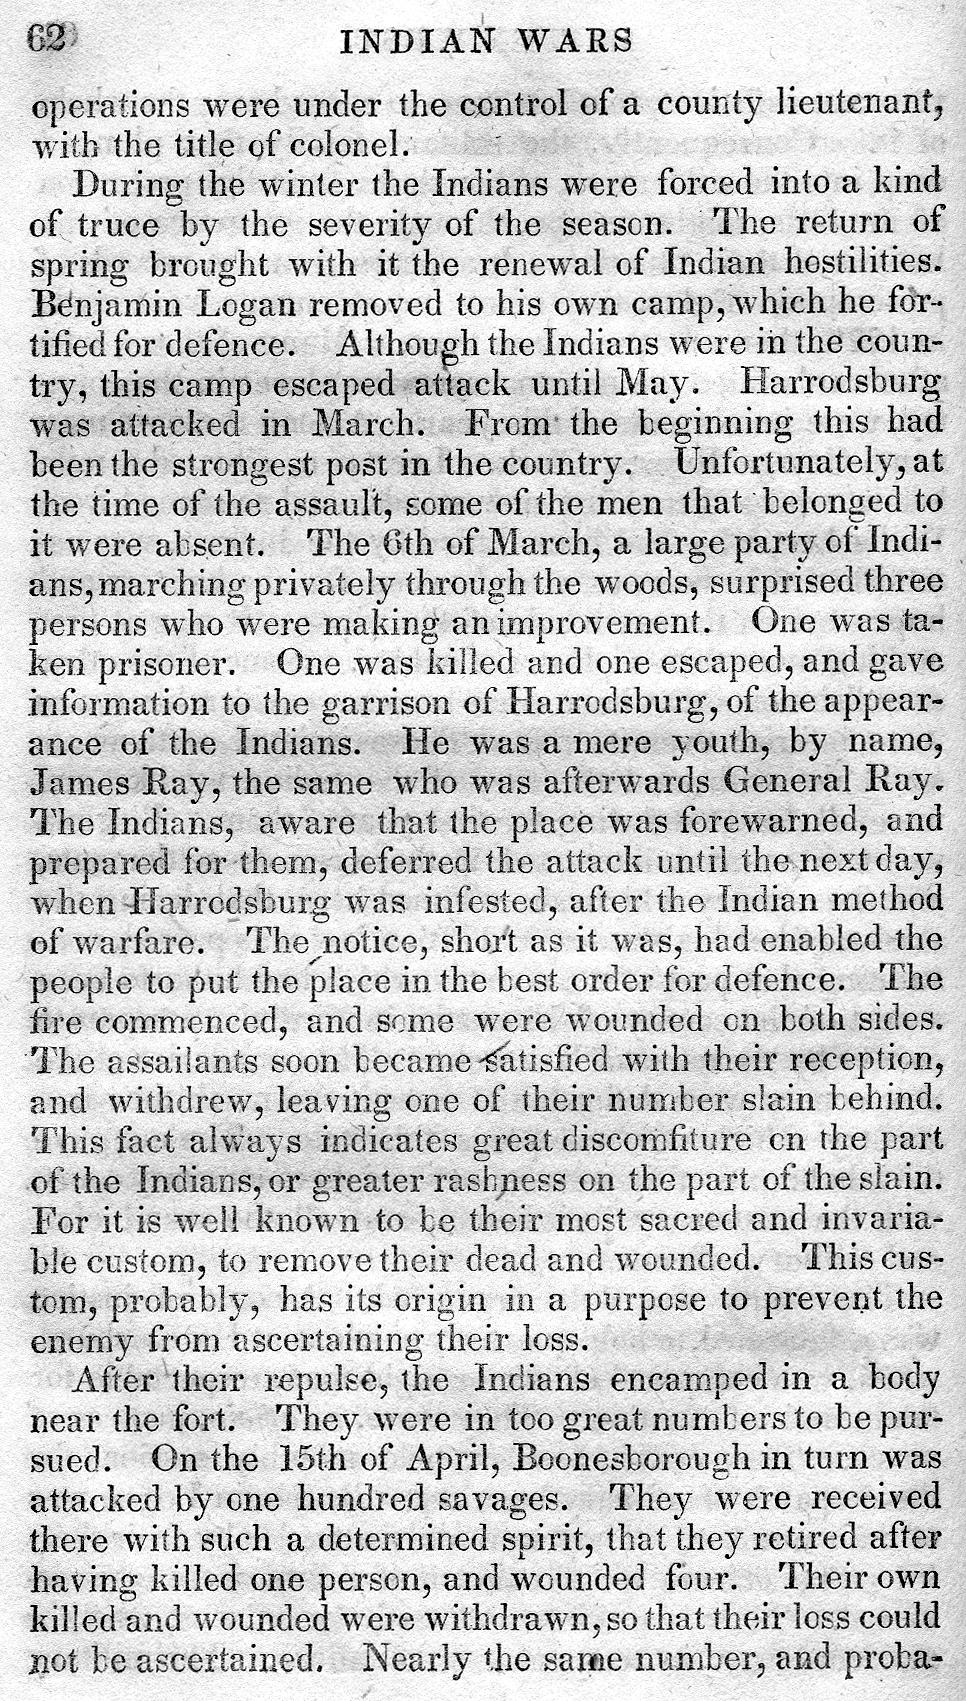 62
INDIAN WARS
operations were under the control of a county lieutenant,
with the title of colonel.
During the winter the Indians were forced into a kind
of truce by the severity of the season. The return of
spring brought with it the renewal of Indian hostilities.
Benjamin Logan removed to his own camp, which he for-
tified for defence. Although the Indians were in the coun-
try, this camp escaped attack until May. Harrodsburg
was attacked in March. From the beginning this had
been the strongest post in the country. Unfortunately, at
the time of the assault, some of the men that belonged to
it were absent. The 6th of March, a large party of Indi-
ans, marching privately through the woods, surprised three
persons who were making an improvement. One was ta-
ken prisoner. One was killed and one escaped, and gave
information to the garrison of Harrodsburg, of the appear-
ance of the Indians. He was a mere youth, by name,
James Ray, the same who was afterwards General Ray.
The Indians, aware that the place was forewarned, and
prepared for them, deferred the attack until the next day,
when Harrodsburg was infested, after the Indian method
of warfare. The notice, short as it was, had enabled the
people to put the place in the best order for defence. The
fire commenced, and some were wounded on both sides.
The assailants soon became satisfied with their reception,
and withdrew, leaving one of their number slain behind.
This fact always indicates great discomfiture on the part
of the Indians, or greater rashness on the part of the slain.
For it is well known to be their most sacred and invaria-
ble custom, to remove their dead and wounded. This cus-
tom, probably, has its origin in a purpose to prevent the
enemy from ascertaining their loss.
After their repulse, the Indians encamped in a body
near the fort. They were in too great numbers to be pur-
sued. On the 15th of April, Boonesborough in turn was
attacked by one hundred savages. They were received
there with such a determined spirit, that they retired after
having killed one person, and wounded four. Their own
killed and wounded were withdrawn, so that their loss could
not be ascertained. Nearly the same number, and proba-